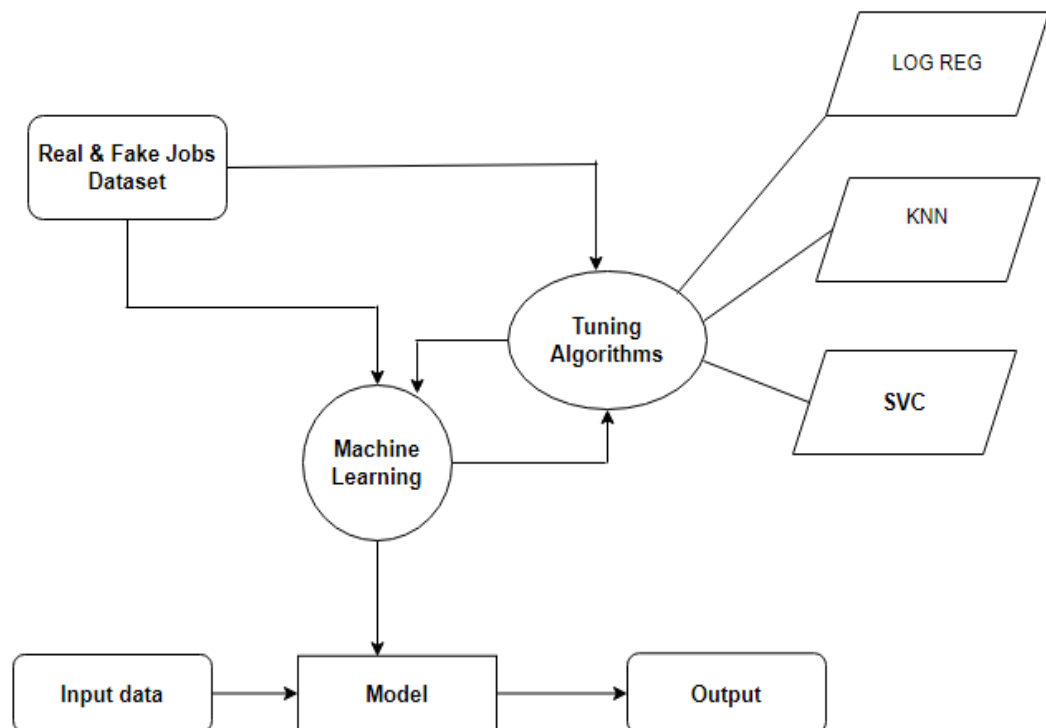 LOG REG
Real & Fake Jobs
Dataset
KNN
Tuning
Algorithms
SVC
Machine
Learning
Input data
Model
Output